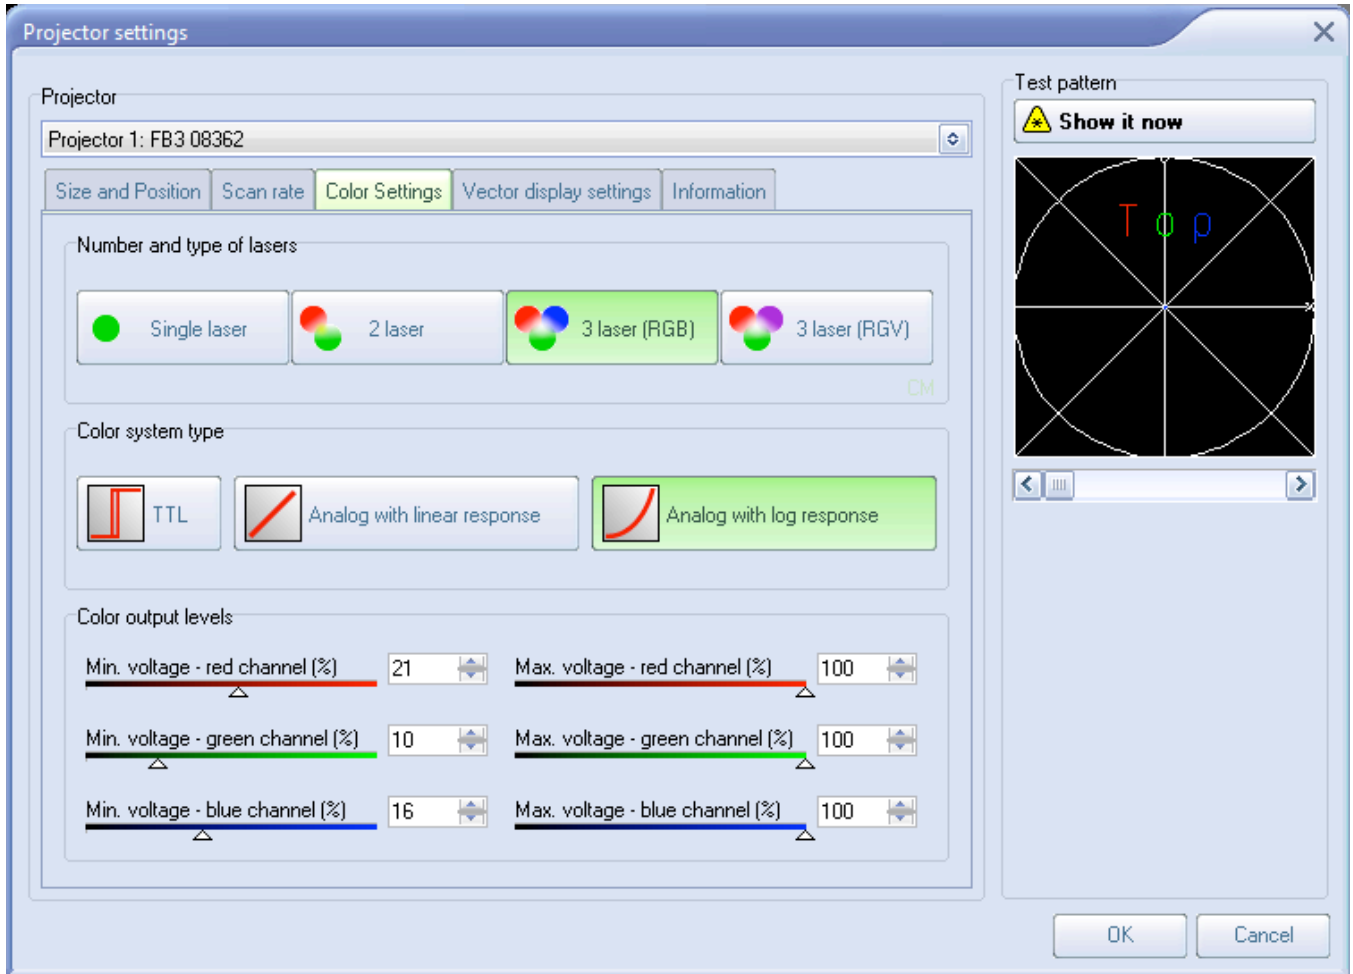 Projector settings
Projector
Projector 1: FB3 08362
Size and Position Scan rate Color Settings Vector display settings Information
Number and type of lasers
Single laser 2 laser 3 laser (RGB) 3 laser (RGV)
CM
Color system type
TTL Analog with linear response Analog with log response
Color output levels
Min. voltage - red channel (%) 21 Max. voltage - red channel (%) 100
Min. voltage - green channel (%) 10 Max. voltage - green channel (%) 100
Min. voltage - blue channel (%) 16 Max. voltage - blue channel (%) 100
Test pattern
Show it now
Top
Y
X
OK Cancel